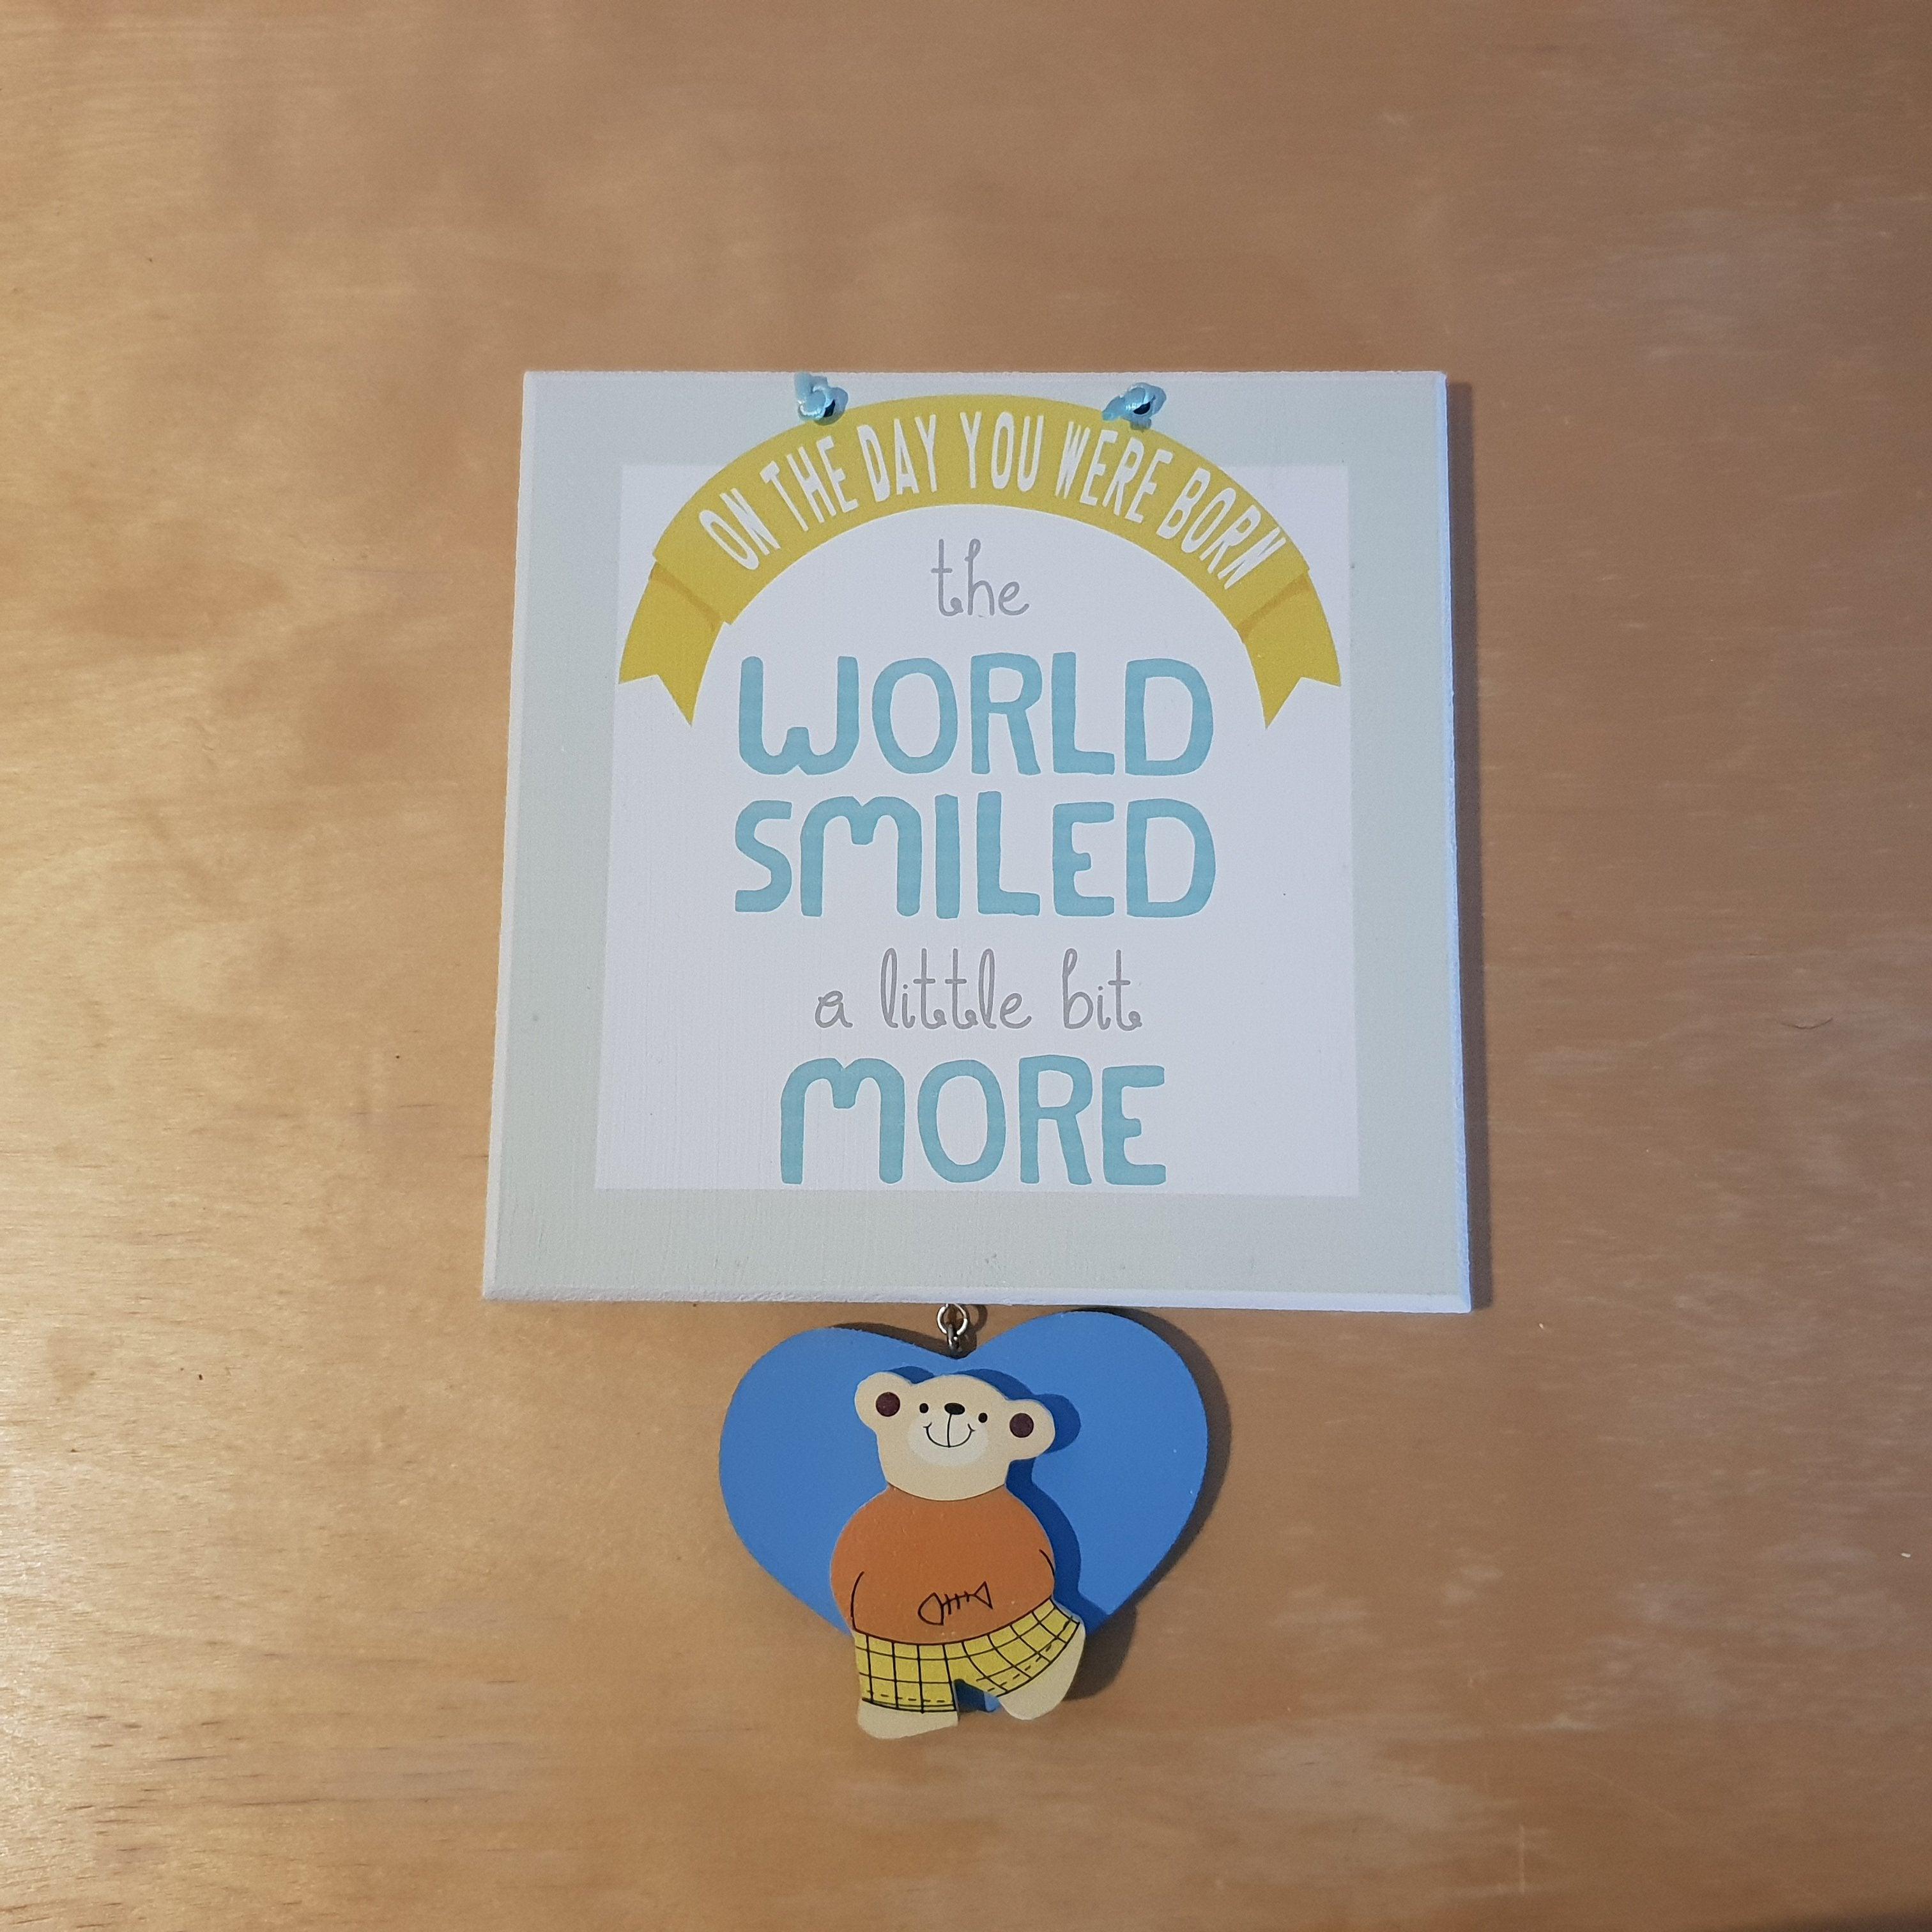 ON THE DAY YOU WERE BORN
the
WORLD
SMILED
a little bit
MORE